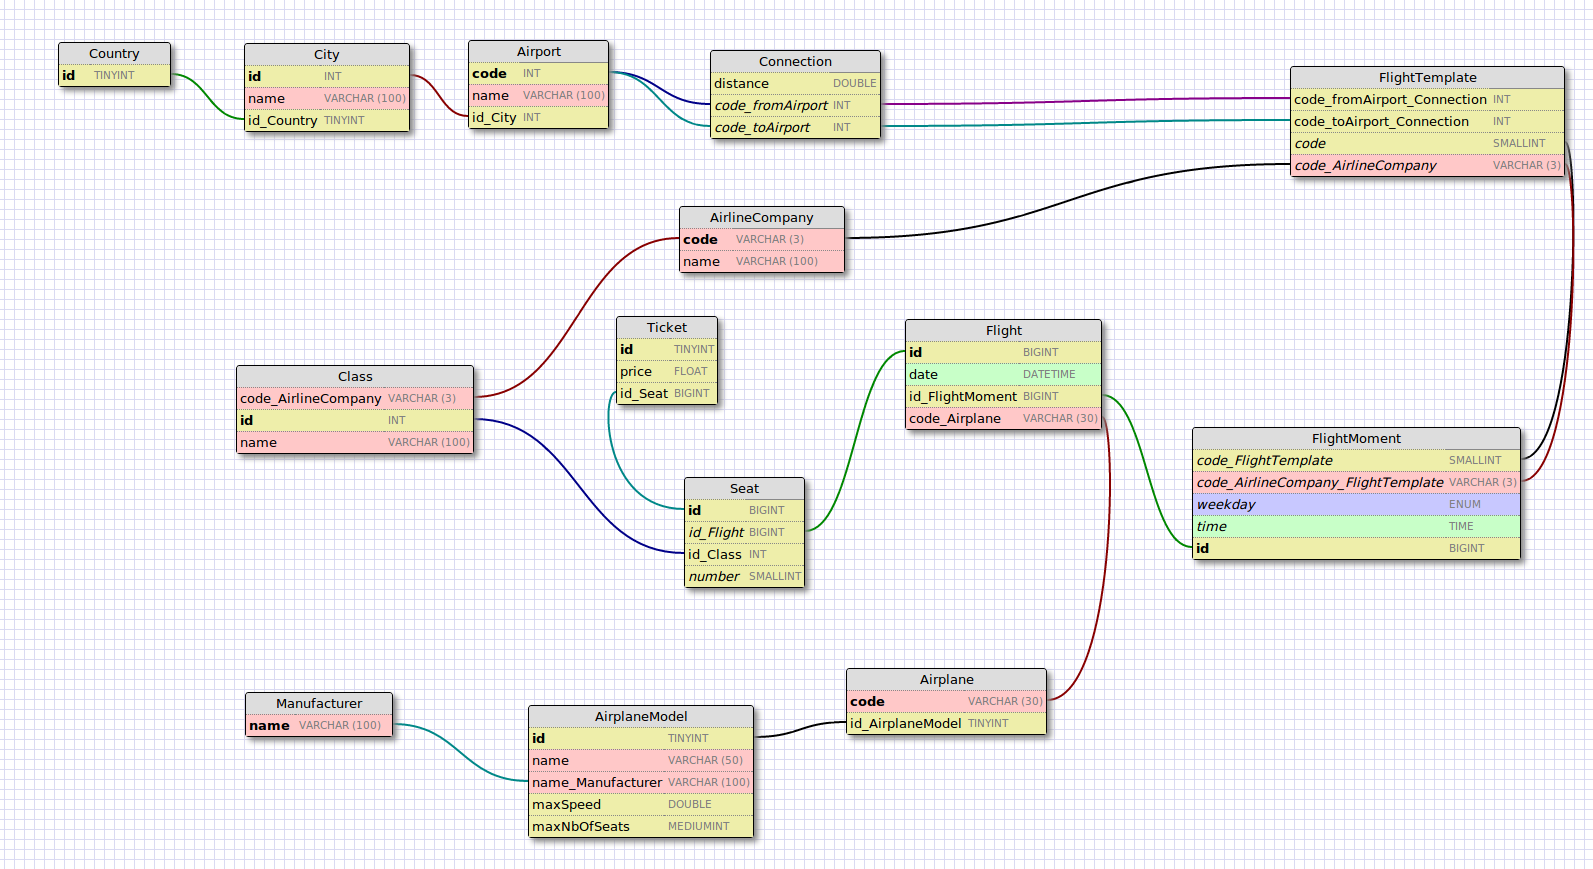 Country
id TINYINT
City
id INT
name VARCHAR (100)
id_Country TINYINT
Airport
code INT
name VARCHAR (100)
id_City INT
Connection
distance DOUBLE
code_fromAirport INT
code_toAirport INT
FlightTemplate
code_fromAirport_Connection INT
code_toAirport_Connection INT
code SMALLINT
code_AirlineCompany VARCHAR (3)
AirlineCompany
code VARCHAR (3)
name VARCHAR (100)
Ticket
id TINYINT
price FLOAT
id_Seat BIGINT
Flight
id BIGINT
date DATETIME
id_FlightMoment BIGINT
code_Airplane VARCHAR (30)
Class
code_AirlineCompany VARCHAR (3)
id INT
name VARCHAR (100)
FlightMoment
code_FlightTemplate SMALLINT
code_AirlineCompany_FlightTemplate VARCHAR (3)
weekday ENUM
time TIME
id BIGINT
Seat
id BIGINT
id_Flight BIGINT
id_Class INT
number SMALLINT
Airplane
code VARCHAR (30)
id_AirplaneModel TINYINT
Manufacturer
name VARCHAR (100)
AirplaneModel
id TINYINT
name VARCHAR (50)
name_Manufacturer VARCHAR (100)
maxSpeed DOUBLE
maxNbOfSeats MEDIUMINT